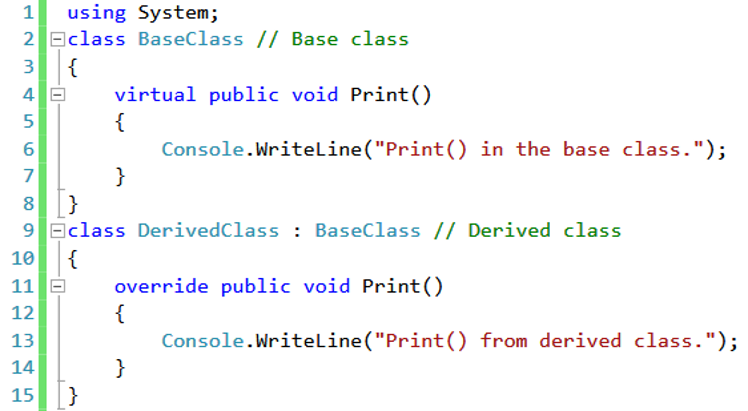 1 using System;
2 class BaseClass // Base class
3 {
4     virtual public void Print()
5     {
6         Console.WriteLine("Print() in the base class.");
7     }
8 }
9 class DerivedClass : BaseClass // Derived class
10 {
11     override public void Print()
12     {
13         Console.WriteLine("Print() from derived class.");
14     }
15 }